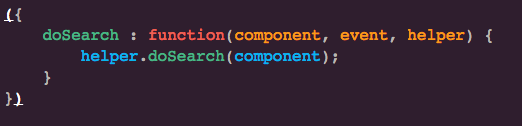 ({
    doSearch : function(component, event, helper) {
        helper.doSearch(component);
    }
})